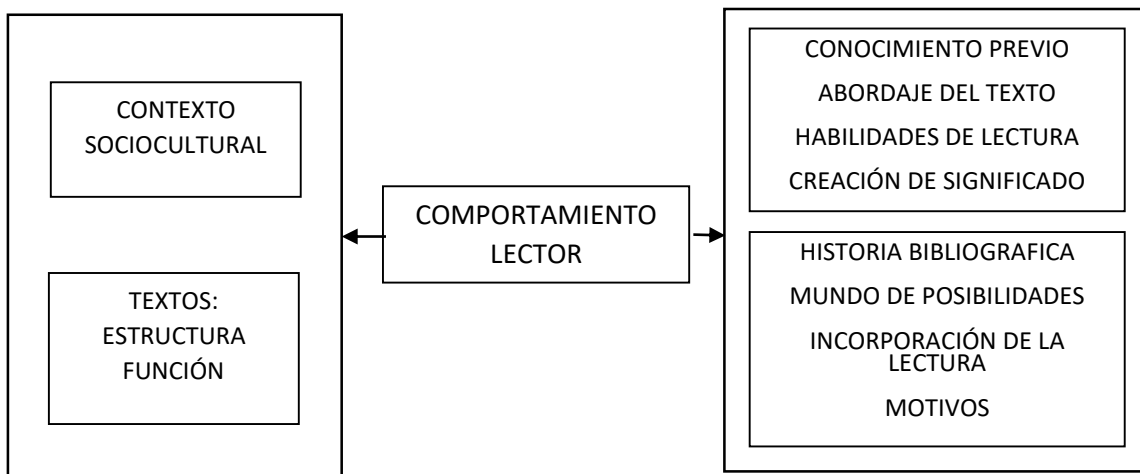 CONTEXTO
SOCIOCULTURAL
TEXTOS:
ESTRUCTURA
FUNCIÓN
COMPORTAMIENTO
LECTOR
CONOCIMIENTO PREVIO
ABORDAJE DEL TEXTO
HABILIDADES DE LECTURA
CREACIÓN DE SIGNIFICADO
HISTORIA BIBLIOGRAFICA
MUNDO DE POSIBILIDADES
INCORPORACIÓN DE LA
LECTURA
MOTIVOS